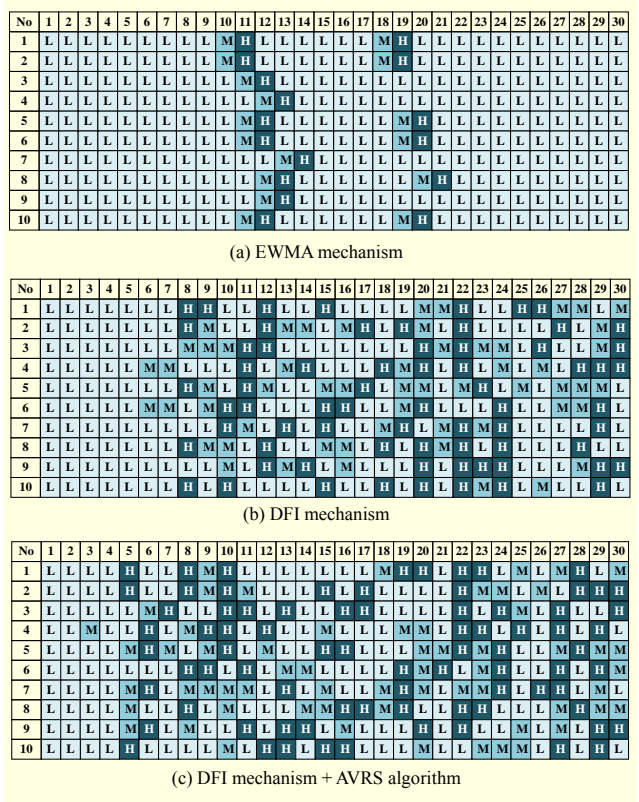 No 1 2 3 4 5 6 7 8 9 10 11 12 13 14 15 16 17 18 19 20 21 22 23 24 25 26 27 28 29 30
1 L L L L L L L L L M H L L L L L L M H L L L L L L L L L L L
2 L L L L L L L L L M H L L L L L L M H L L L L L L L L L L L
3 L L L L L L L L L L M H L L L L L L L L L L L L L L L L L L
4 L L L L L L L L L L L M H L L L L L L L L L L L L L L L L L
5 L L L L L L L L L L M H L L L L L L M H L L L L L L L L L L
6 L L L L L L L L L L M H L L L L L L M H L L L L L L L L L L
7 L L L L L L L L L L L L M H L L L L L L L L L L L L L L L L
8 L L L L L L L L L L L M H L L L L L L M H L L L L L L L L L
9 L L L L L L L L L L L M H L L L L L L L L L L L L L L L L L
10 L L L L L L L L L L M H L L L L L L M H L L L L L L L L L L
(a) EWMA mechanism
No 1 2 3 4 5 6 7 8 9 10 11 12 13 14 15 16 17 18 19 20 21 22 23 24 25 26 27 28 29 30
1 L L L L L L L H H L L H L L H L L L L M M H L L H H M M L M
2 L L L L L L L H M L L H M M L M H L H M L H L L L L H L M H
3 L L L L L L L M M M H H L L L L L L L H M H M M L H L L M H
4 L L L L L M M L L L H L M H L L L H M H L H L M L M L H H H
5 L L L L L L L H M L H M L L M M H L M M L M H L M L M M M L
6 L L L L L M M L M H H L L L H H L L M H L L L H L L M M H L
7 L L L L L L L L L H M L H L H L L M H L M H M H L L L L H L
8 L L L L L L L H M M L H L L M M L H L H M H L H L L L H L L
9 L L L L L L L L L M L H M H L M L L L H L H H H L L L M H H
10 L L L L L L L H L H L L L L H L L H L H L H M H L M L L H L
(b) DFI mechanism
No 1 2 3 4 5 6 7 8 9 10 11 12 13 14 15 16 17 18 19 20 21 22 23 24 25 26 27 28 29 30
1 L L L L H L L H M H L L L L L L L M H H L H H L M L M H L M
2 L L L L H L L H M H M L L L H L H L L L L H M M L M L H H H
3 L L L L L M H L L H H L H L L H H L L L L H L H M L H L L H
4 L L M L L H L M H H L H L L M L L L M M L H H L H L H L H L
5 L L L L M H M L M H L M L L H H L L L M M H M H L L M H M M
6 L L L L L L L H H L H L M M L L L L H M H L M H L L H L H M
7 L L L L M H L M M M M L H L M L L M H M L M M H L H H L M L
8 L L L L M L L H L M L L L M M H H M H L L H H L L L M H M M
9 L L L L M H L M L L H L H H L M L L L H L H L L M L M L H H
10 L L L L H L L L L M L H H L H H L L L M L L M M M L H L H L
(c) DFI mechanism + AVRS algorithm